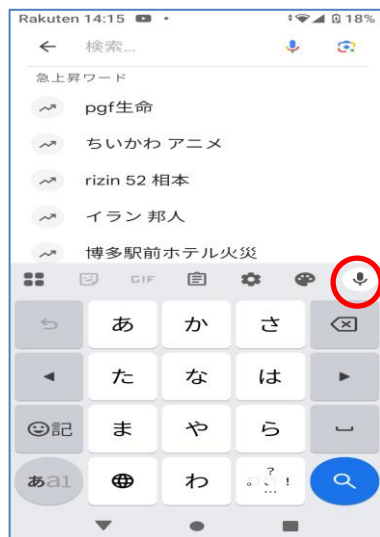 Rakuten 14:15 18%
検索...
急上昇ワード
pgf生命
ちいかわ アニメ
rizin 52 相本
イラン 邦人
博多駅前ホテル火災
GIF
あ か さ
た な は
記 ま や ら
あa1 わ 。、?!…